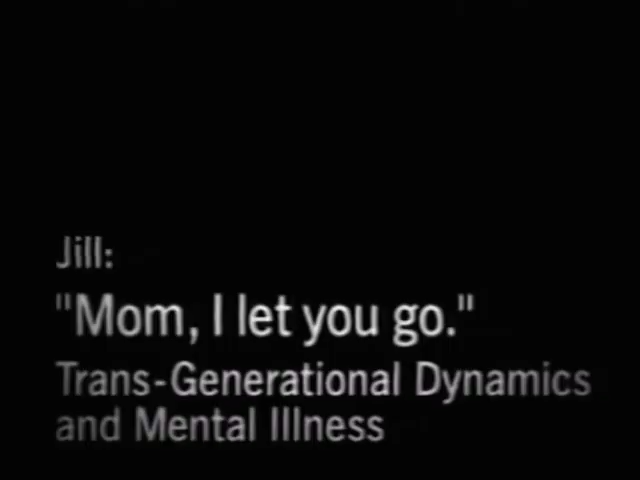 Jill:
"Mom, I let you go."
Trans-Generational Dynamics
and Mental Illness